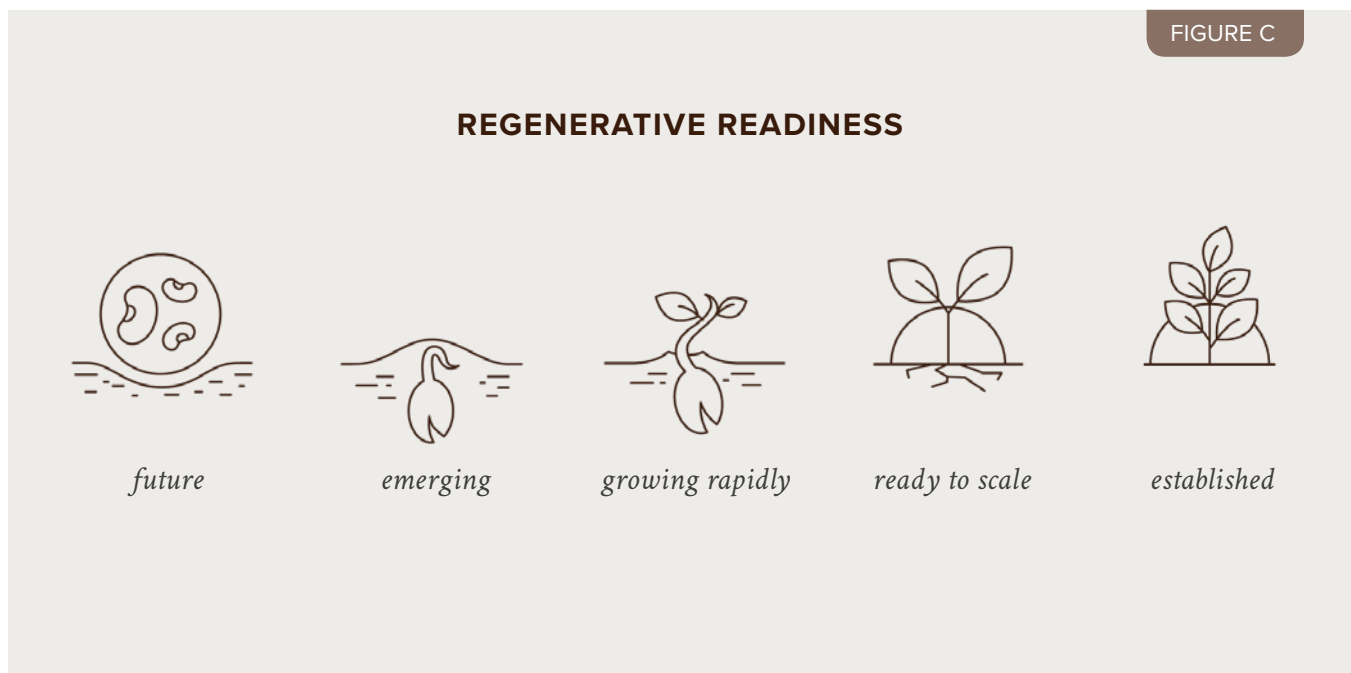 FIGURE C
REGENERATIVE READINESS
future
emerging
growing rapidly
ready to scale
established